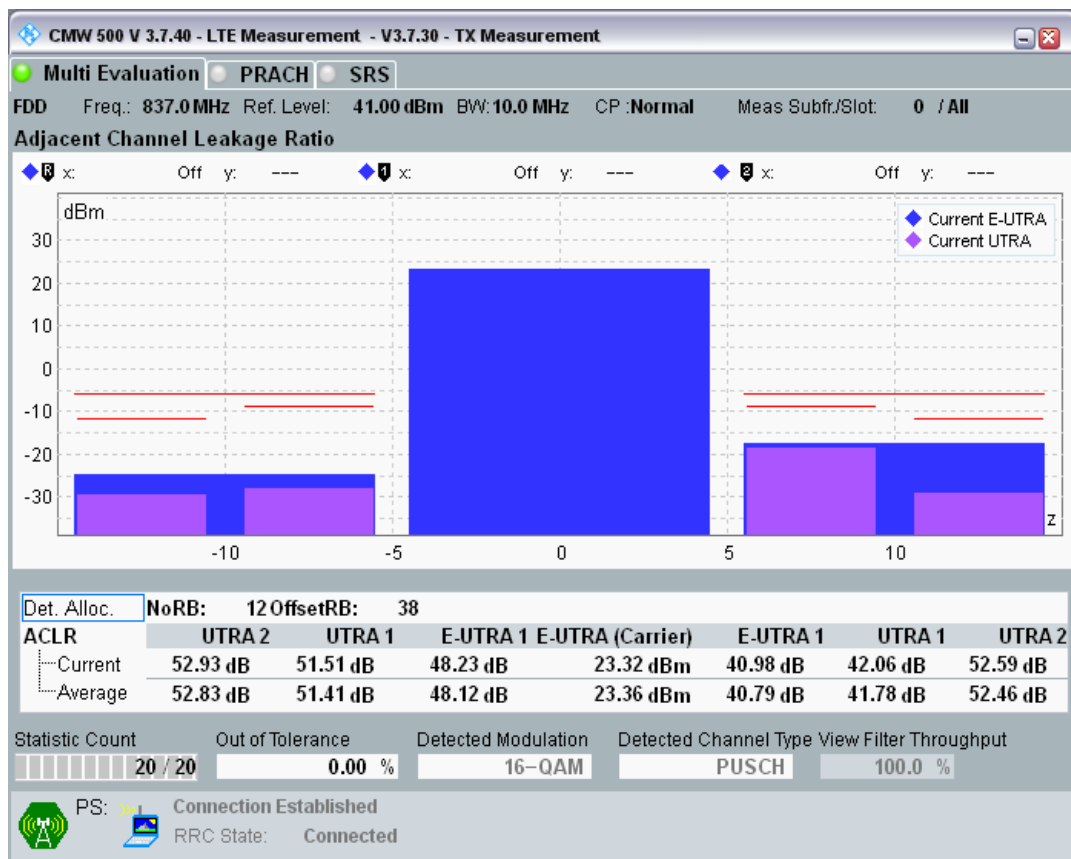 CMW 500 V 3.7.40 - LTE Measurement - V3.7.30 - TX Measurement
Multi Evaluation PRACH SRS
FDD Freq.: 837.0 MHz Ref. Level: 41.00 dBm BW: 10.0 MHz CP :Normal Meas Subfr./Slot: 0 / All
Adjacent Channel Leakage Ratio
R x: Off y: --- 1 x: Off y: --- 2 x: Off y: ---
dBm
Current E-UTRA
Current UTRA
30
20
10
0
-10
-20
-30
z
-10 -5 0 5 10
Det. Alloc. NoRB: 12 OffsetRB: 38
ACLR UTRA 2 UTRA 1 E-UTRA 1 E-UTRA (Carrier) E-UTRA 1 UTRA 1 UTRA 2
Current 52.93 dB 51.51 dB 48.23 dB 23.32 dBm 40.98 dB 42.06 dB 52.59 dB
Average 52.83 dB 51.41 dB 48.12 dB 23.36 dBm 40.79 dB 41.78 dB 52.46 dB
Statistic Count Out of Tolerance Detected Modulation Detected Channel Type View Filter Throughput
20 / 20 0.00 % 16-QAM PUSCH 100.0 %
PS: Connection Established
RRC State: Connected